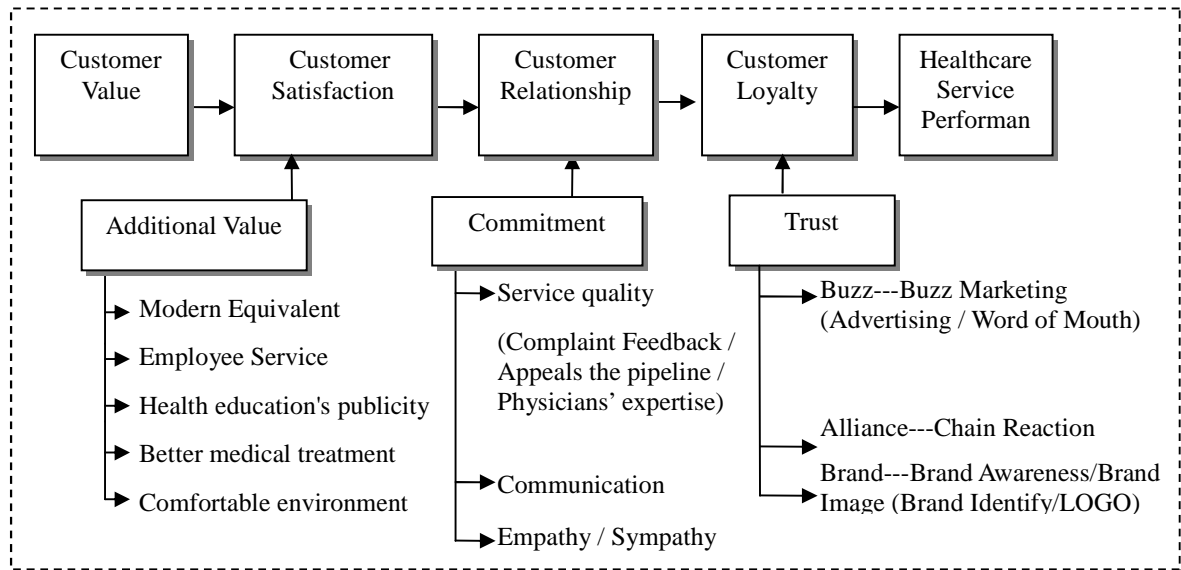 Customer
Value
Customer
Satisfaction
Customer
Relationship
Customer
Loyalty
Healthcare
Service
Performan
Additional Value
Commitment
Trust
Modern Equivalent
Employee Service
Health education's publicity
Better medical treatment
Comfortable environment
Service quality
(Complaint Feedback /
Appeals the pipeline /
Physicians’ expertise)
Communication
Empathy / Sympathy
Buzz---Buzz Marketing
(Advertising / Word of Mouth)
Alliance---Chain Reaction
Brand---Brand Awareness/Brand
Image (Brand Identify/LOGO)